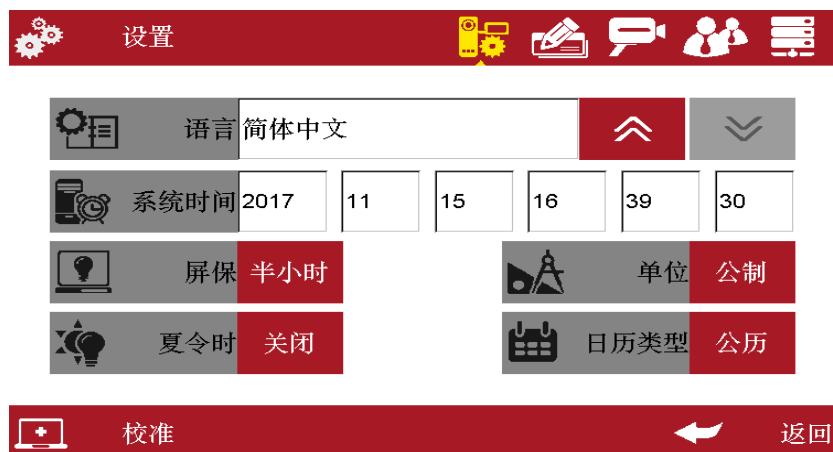 设置
语言 简体中文
系统时间 2017 11 15 16 39 30
屏保 半小时 单位 公制
夏令时 关闭 日历类型 公历
校准 返回